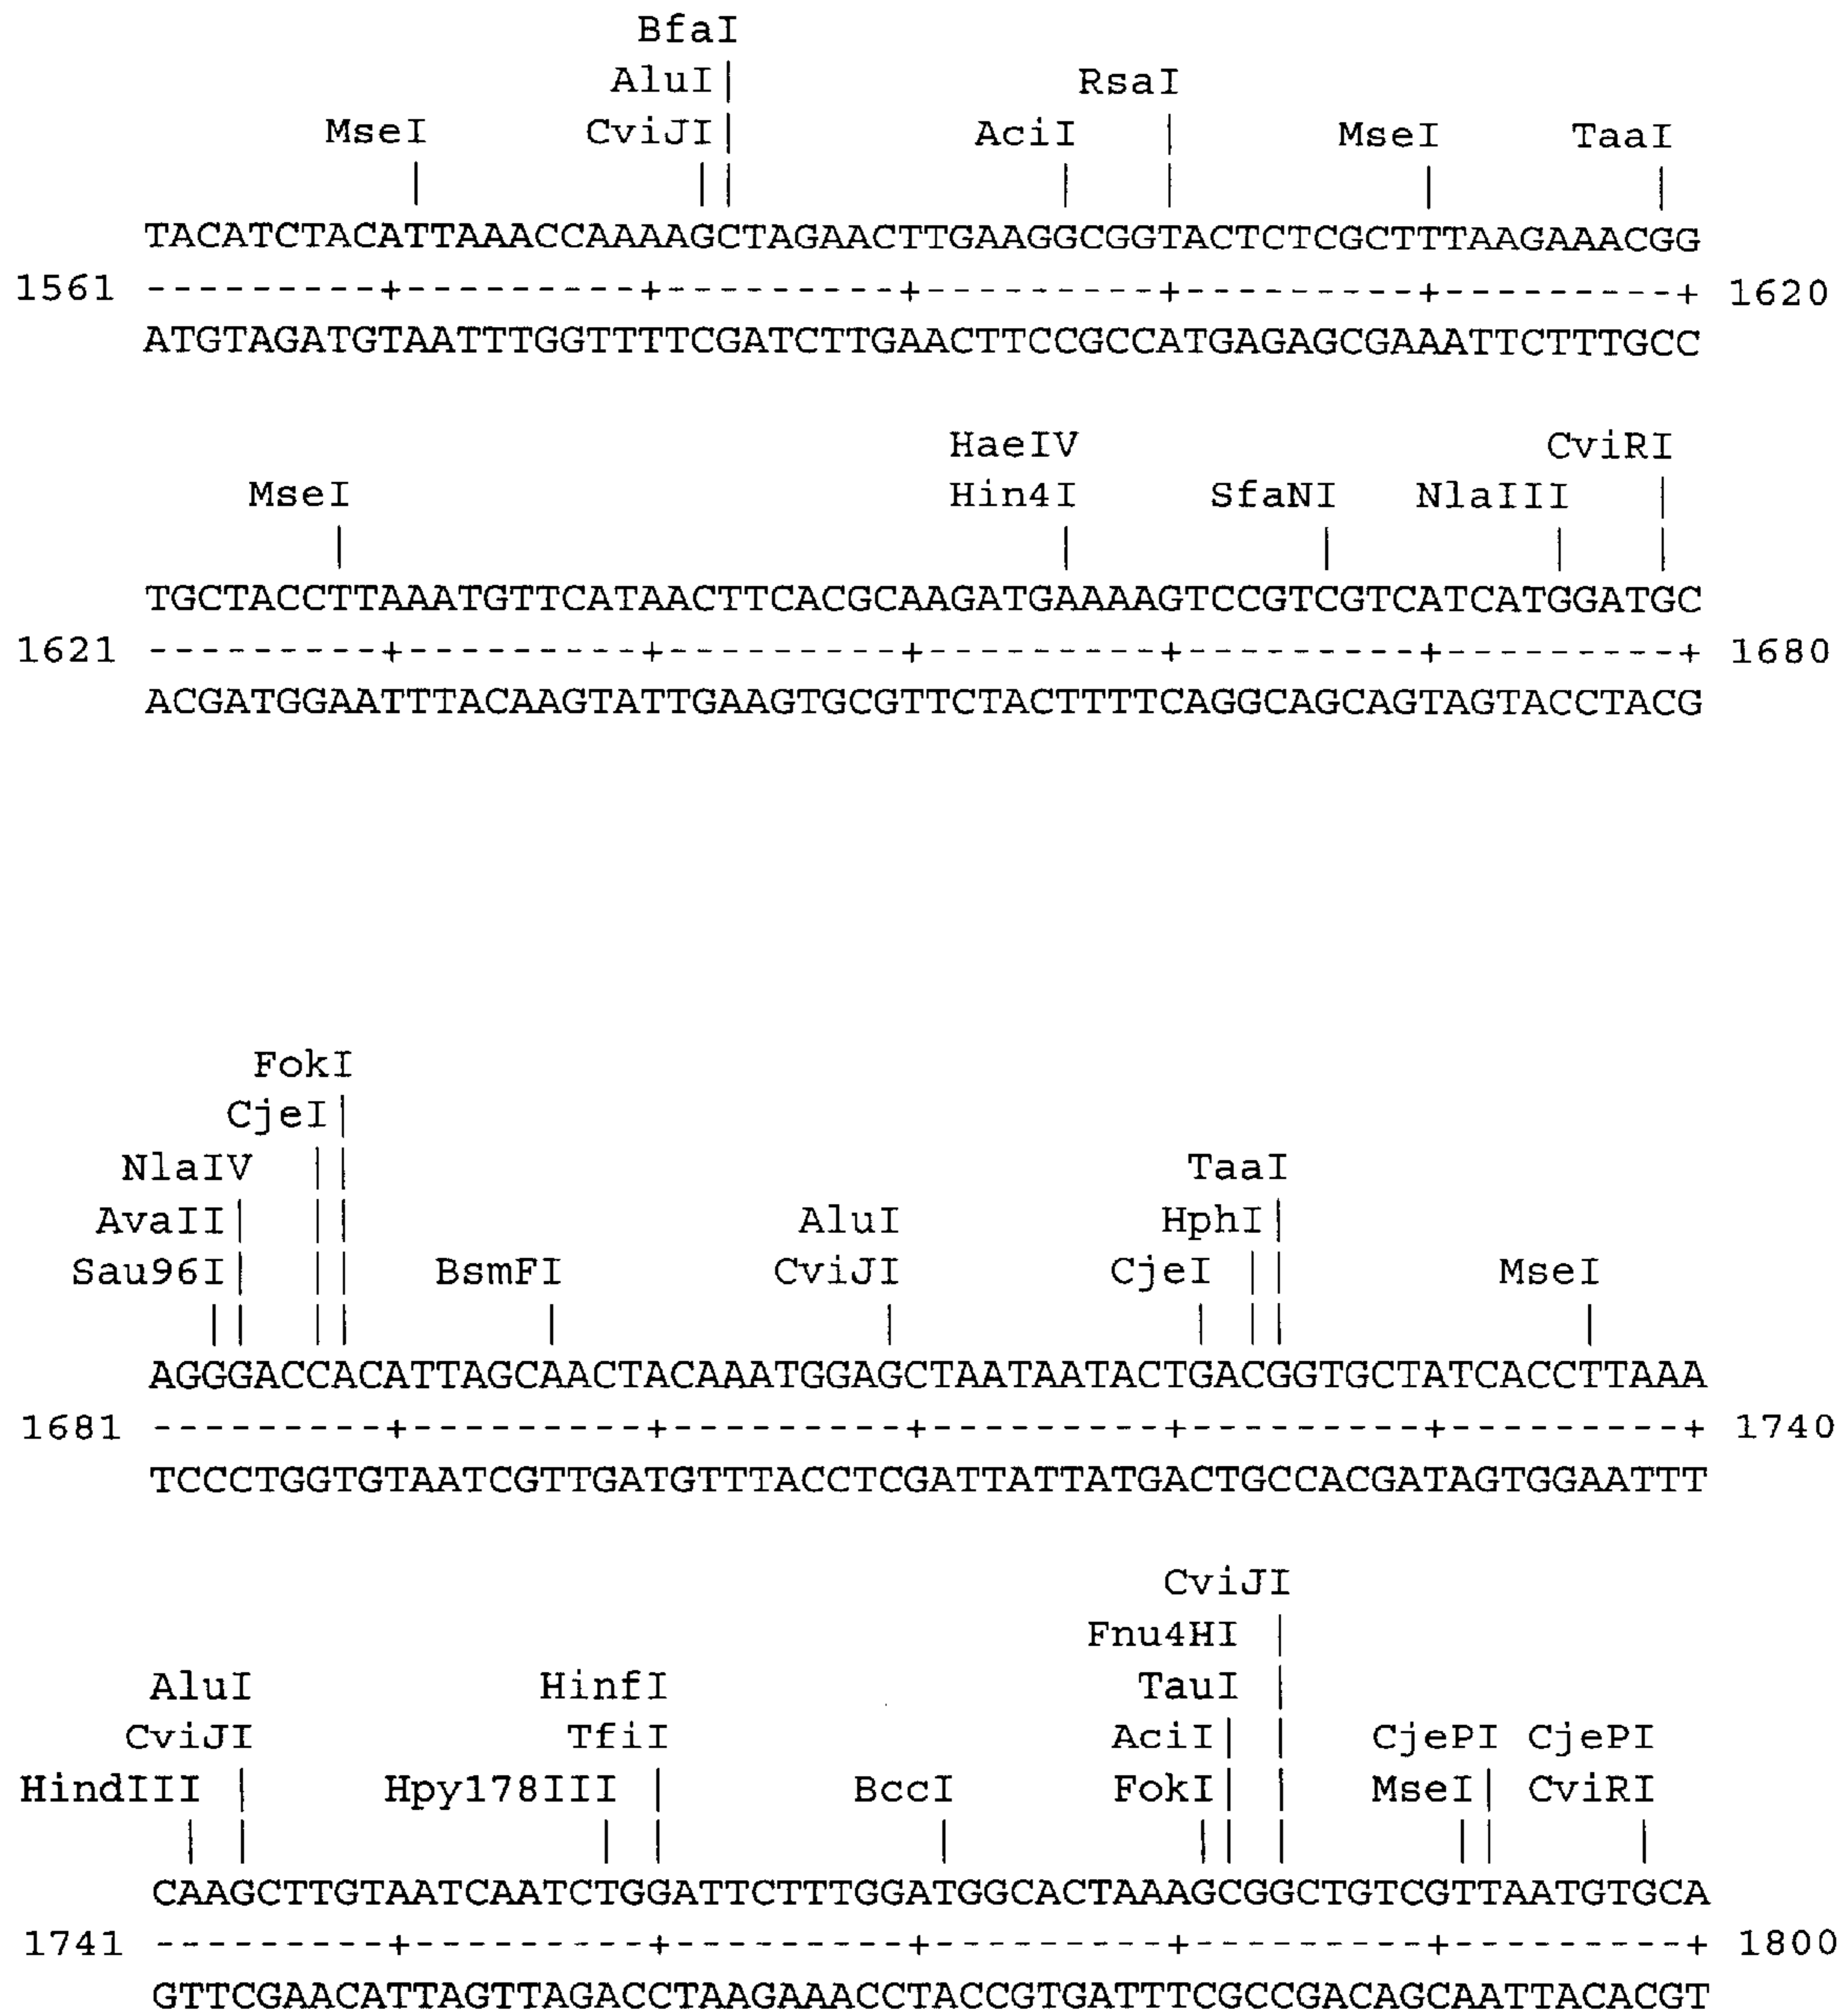 BfaI
AluI|
RsaI
MseI CviJI| AciI | MseI TaaI
| || | | | |
TACATCTACATTAAACCAAAAGCTAGAACTTGAAGGCGGTACTCTCGCTTTAAGAAACGG
1561 ---------+---------+---------+---------+---------+---------+ 1620
ATGTAGATGTAATTTGGTTTTCGATCTTGAACTTCCGCCATGAGAGCGAAATTCTTTGCC
HaeIV CviRI
MseI Hin4I SfaNI NlaIII |
| | | | |
TGCTACCTTAAATGTTCATAACTTCACGCAAGATGAAAAGTCCGTCGTCATCATGGATGC
1621 ---------+---------+---------+---------+---------+---------+ 1680
ACGATGGAATTTACAAGTATTGAAGTGCGTTCTACTTTTCAGGCAGCAGTAGTACCTACG
FokI
CjeI|
NlaIV || TaaI
AvaII| || AluI HphI|
Sau96I| || BsmFI CviJI CjeI || MseI
|| || | | | || |
AGGGACCACATTAGCAACTACAAATGGAGCTAATAATACTGACGGTGCTATCACCTTAAA
1681 ---------+---------+---------+---------+---------+---------+ 1740
TCCCTGGTGTAATCGTTGATGTTTACCTCGATTATTATGACTGCCACGATAGTGGAATTT
CviJI
Fnu4HI |
AluI HinfI TauI |
CviJI TfiI AciI| | CjePI CjePI
HindIII | Hpy178III | BccI FokI| | MseI| CviRI
| | | | | || | || |
CAAGCTTGTAATCAATCTGGATTCTTTGGATGGCACTAAAGCGGCTGTCGTTAATGTGCA
1741 ---------+---------+---------+---------+---------+---------+ 1800
GTTCGAACATTAGTTAGACCTAAGAAACCTACCGTGATTTCGCCGACAGCAATTACACGT